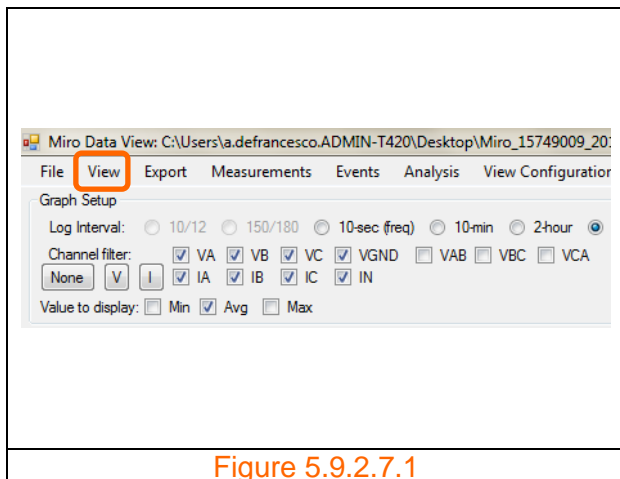 Miro Data View: C:\Users\a.defrancesco.ADMIN-T420\Desktop\Miro_15749009_201
File View Export Measurements Events Analysis View Configuration
Graph Setup
Log Interval: 10/12 150/180 10-sec (freq) 10-min 2-hour
Channel filter: VA VB VC VGND VAB VBC VCA
None V I IA IB IC IN
Value to display: Min Avg Max
Figure 5.9.2.7.1